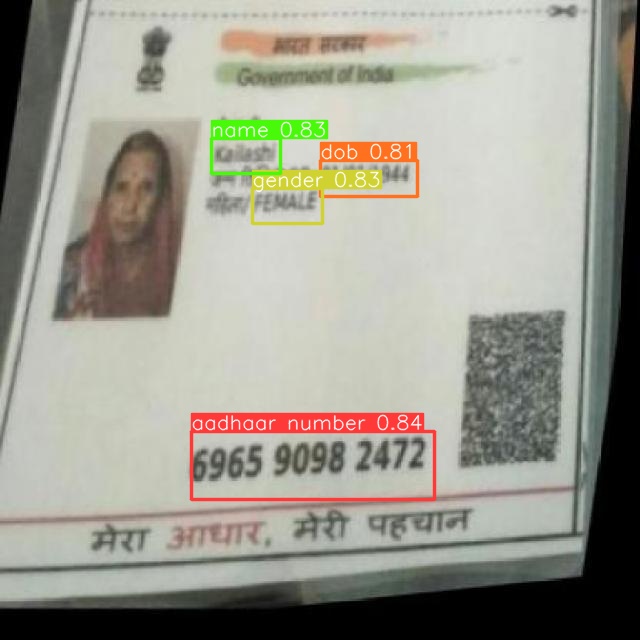 भारत सरकार
Government of India
name 0.83
Kailashi
dob 0.81
944
gender 0.83
महिला/ FEMALE
aadhaar number 0.84
6965 9098 2472
मेरा आधार, मेरी पहचान